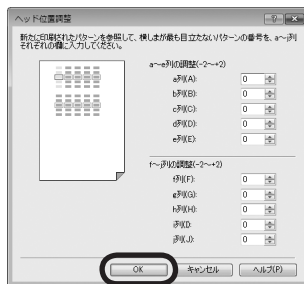 ヘッド位置調整
新たに印刷されたパターンを参照して、横しまが最も目立たないパターンの番号を、a～j列
それぞれの欄に入力してください。
a～e列の調整(-2～+2)
a列(A): 0
b列(B): 0
c列(C): 0
d列(D): 0
e列(E): 0
f～j列の調整(-2～+2)
f列(F): 0
g列(G): 0
h列(H): 0
i列(I): 0
j列(J): 0
OK キャンセル ヘルプ(P)